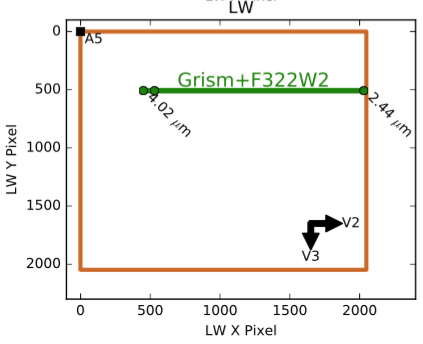 LW
0
A5
500
Grism+F322W2
4.02 μm
2.44 μm
1000
LW Y Pixel
1500
V2
V3
2000
0 500 1000 1500 2000
LW X Pixel